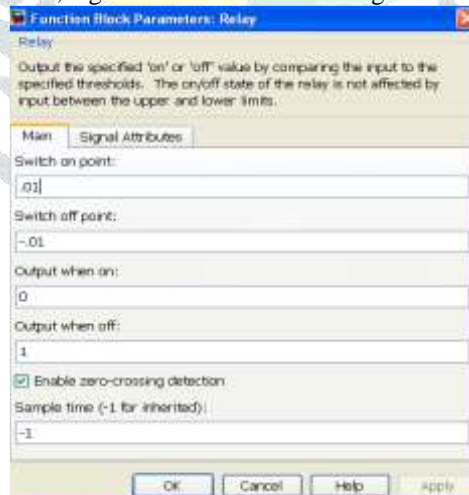 Function Block Parameters: Relay
Relay
Output the specified 'on' or 'off' value by comparing the input to the
specified thresholds. The on/off state of the relay is not affected by
input between the upper and lower limits.
Main Signal Attributes
Switch on point:
.01
Switch off point:
-.01
Output when on:
0
Output when off:
1
Enable zero-crossing detection
Sample time (-1 for inherited):
-1
OK Cancel Help Apply